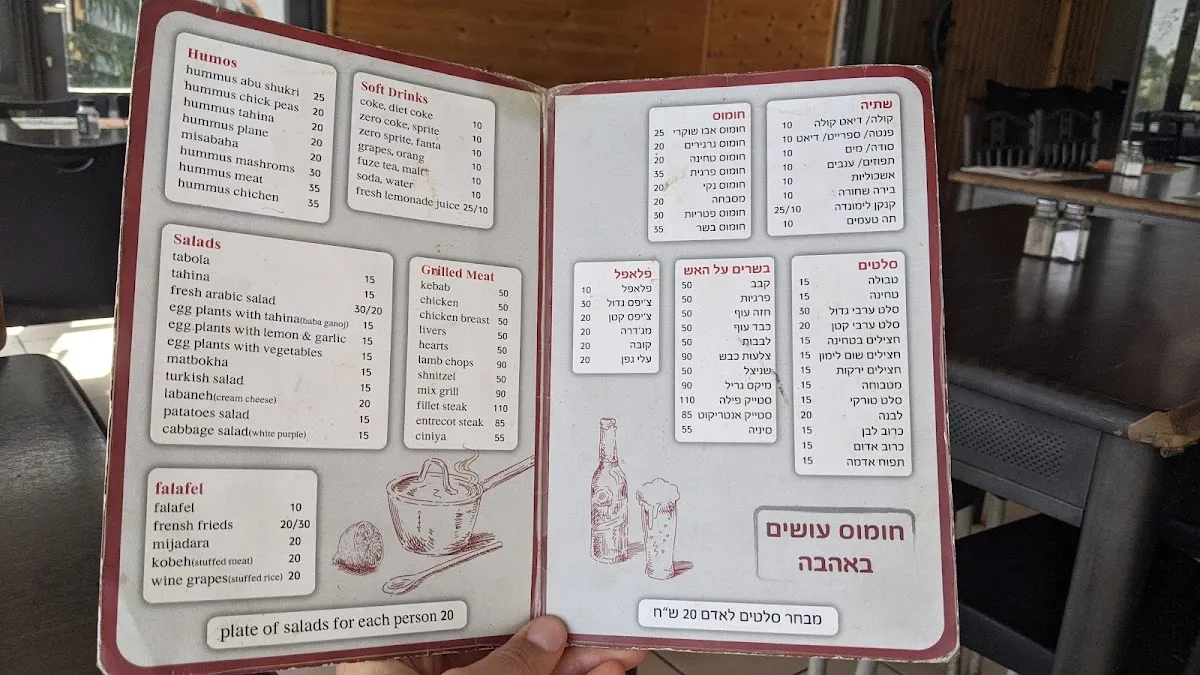 Humos
hummus abu shukri 25
hummus chick peas 20
hummus tahina 20
hummus plane 20
misabaha 20
hummus mashroms 30
hummus meat 35
hummus chichen 35
Soft Drinks
coke, diet coke 10
zero coke, sprite 10
zero sprite, fanta 10
grapes, orang 10
fuze tea, malt 10
soda, water 10
fresh lemonade juice 25/10
Salads
tabola 15
tahina 15
fresh arabic salad 30/20
egg plants with tahina(baba ganoj) 15
egg plants with lemon & garlic 15
egg plants with vegetables 15
matbokha 15
turkish salad 15
labaneh(cream cheese) 20
patatoes salad 15
cabbage salad(white purple) 15
Grilled Meat
kebab 50
chicken 50
chicken breast 50
livers 50
hearts 50
lamb chops 90
shnitzel 50
mix grill 90
fillet steak 110
entrecot steak 85
ciniya 55
falafel
falafel 10
frensh frieds 20/30
mijadara 20
kobeh(stuffed meat) 20
wine grapes(stuffed rice) 20
plate of salads for each person 20
שתיה
קולה/ דיאט קולה 10
פנטה/ ספרייט/ דיאט 10
סודה/ מים 10
תפוזים/ ענבים 10
אשכוליות 10
בירה שחורה 10
קנקן לימונדה 25/10
תה טעמים 10
חומוס
חומוס אבו שוקרי 25
חומוס גרגירים 20
חומוס טחינה 20
חומוס פרגית 35
חומוס נקי 20
מסבחה 20
חומוס פטריות 30
חומוס בשר 35
סלטים
טבולה 15
טחינה 15
סלט ערבי גדול 30
סלט ערבי קטן 20
חצילים בטחינה 15
חצילים שום לימון 15
חצילים ירקות 15
מטבוחה 15
סלט טורקי 15
לבנה 20
כרוב לבן 15
כרוב אדום 15
תפוח אדמה 15
בשרים על האש
קבב 50
פרגיות 50
חזה עוף 50
כבד עוף 50
לבבות 50
צלעות כבש 90
שניצל 50
מיקס גריל 90
סטייק פילה 110
סטייק אנטריקוט 85
סיניה 55
פלאפל
פלאפל 10
צ'יפס גדול 30
צ'יפס קטן 20
מג'דרה 20
קובה 20
עלי גפן 20
חומוס עושים
באהבה
מבחר סלטים לאדם 20 ש"ח